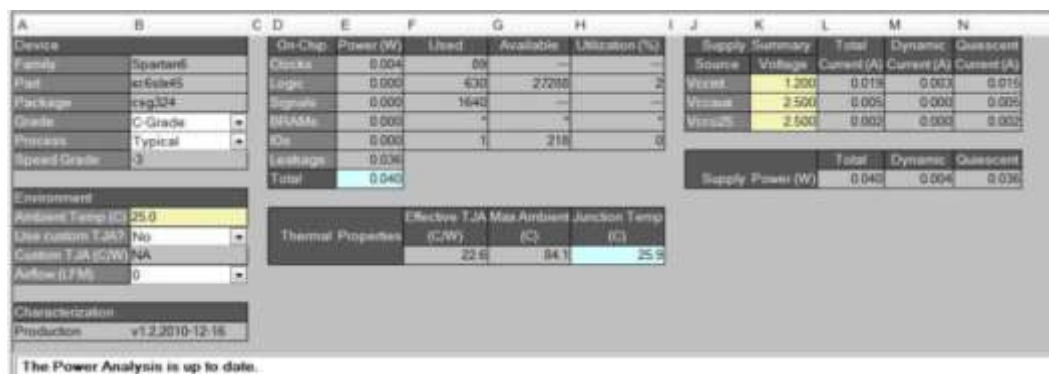 A B C D E F G H I J K L M N
Device On-Chip Power (W) Used Available Utilization (%) Supply Summary Total Dynamic Quiescent
Family Spartan6 Clocks 0.004 89 --- --- Source Voltage Current (A) Current (A) Current (A)
Part xc6slx45 Logic 0.000 630 27288 2 Vccint 1.200 0.019 0.003 0.015
Package csg324 Signals 0.000 1640 --- --- Vccaux 2.500 0.005 0.000 0.005
Grade C-Grade BRAMs 0.000 * * * Vcco25 2.500 0.002 0.000 0.002
Process Typical IOs 0.000 1 218 0
Speed Grade -3 Leakage 0.036 Total Dynamic Quiescent
Total 0.040 Supply Power (W) 0.040 0.004 0.036
Environment
Ambient Temp (C) 25.0 Effective TJA Max Ambient Junction Temp
Use custom TJA? No Thermal Properties (C/W) (C) (C)
Custom TJA (C/W) NA 22.6 84.1 25.9
Airflow (LFM) 0
Characterization
Production v1.2,2010-12-16
The Power Analysis is up to date.